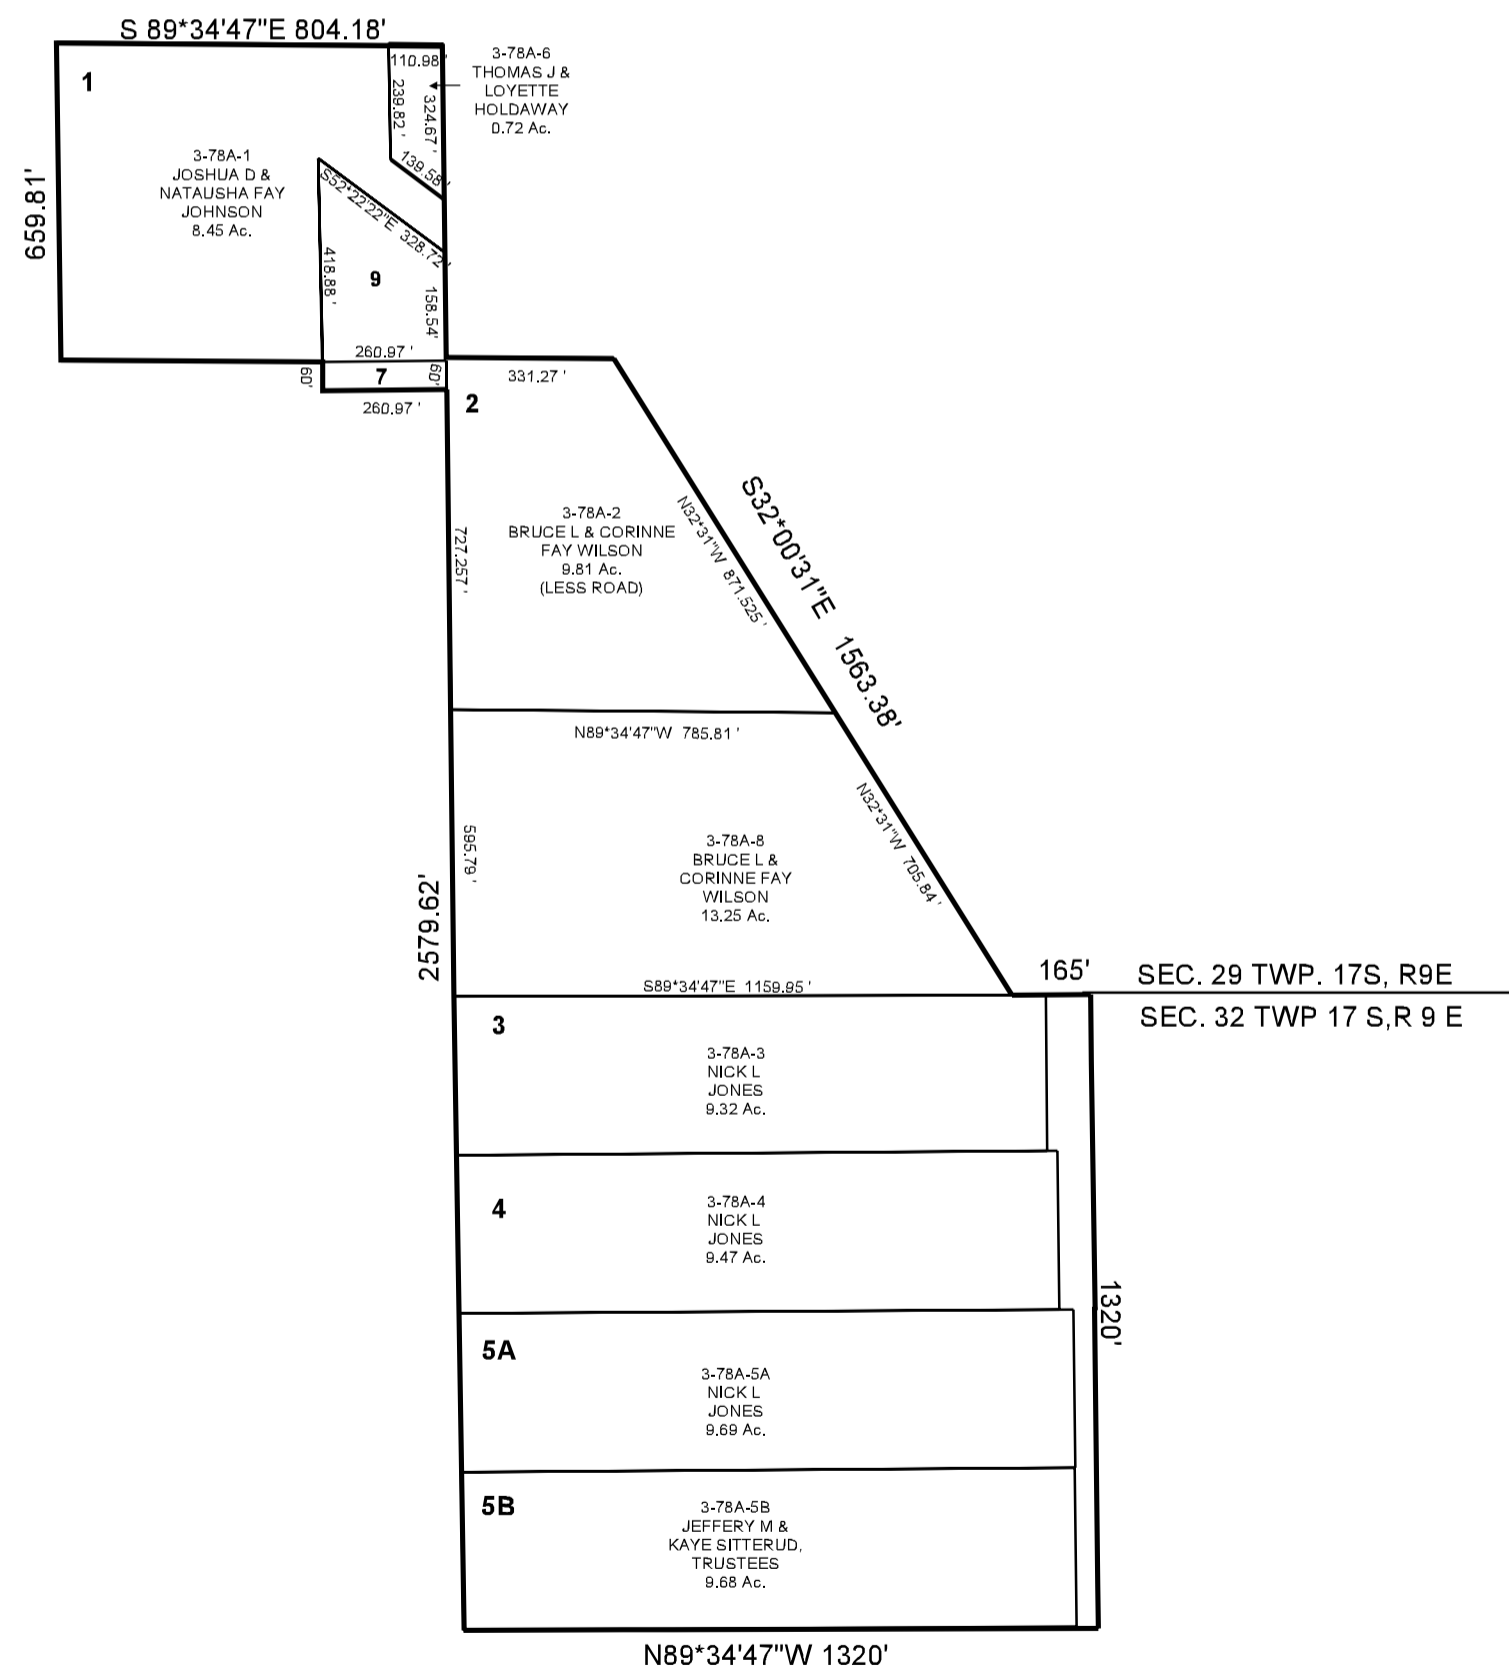 S 89*34'47"E 804.18'
1
110.98'
239.82 '
324.67 '
139.58'
3-78A-6
THOMAS J &
LOYETTE
HOLDAWAY
0.72 Ac.
659.81'
3-78A-1
JOSHUA D &
NATAUSHA FAY
JOHNSON
8.45 Ac.
S52*22'22"E 328.72'
418.88 '
9
158.54'
260.97 '
60'
7
60'
260.97 '
331.27 '
2
3-78A-2
BRUCE L & CORINNE
FAY WILSON
9.81 Ac.
(LESS ROAD)
727.257 '
N32*31"W 871.525 '
S32*00'31"E 1563.38'
N89*34'47"W 785.81 '
595.79 '
3-78A-8
BRUCE L &
CORINNE FAY
WILSON
13.25 Ac.
N32*31"W 705.84 '
2579.62'
S89*34'47"E 1159.95 '
165'
SEC. 29 TWP. 17S, R9E
SEC. 32 TWP 17 S,R 9 E
3
3-78A-3
NICK L
JONES
9.32 Ac.
4
3-78A-4
NICK L
JONES
9.47 Ac.
1320'
5A
3-78A-5A
NICK L
JONES
9.69 Ac.
5B
3-78A-5B
JEFFERY M &
KAYE SITTERUD,
TRUSTEES
9.68 Ac.
N89*34'47"W 1320'